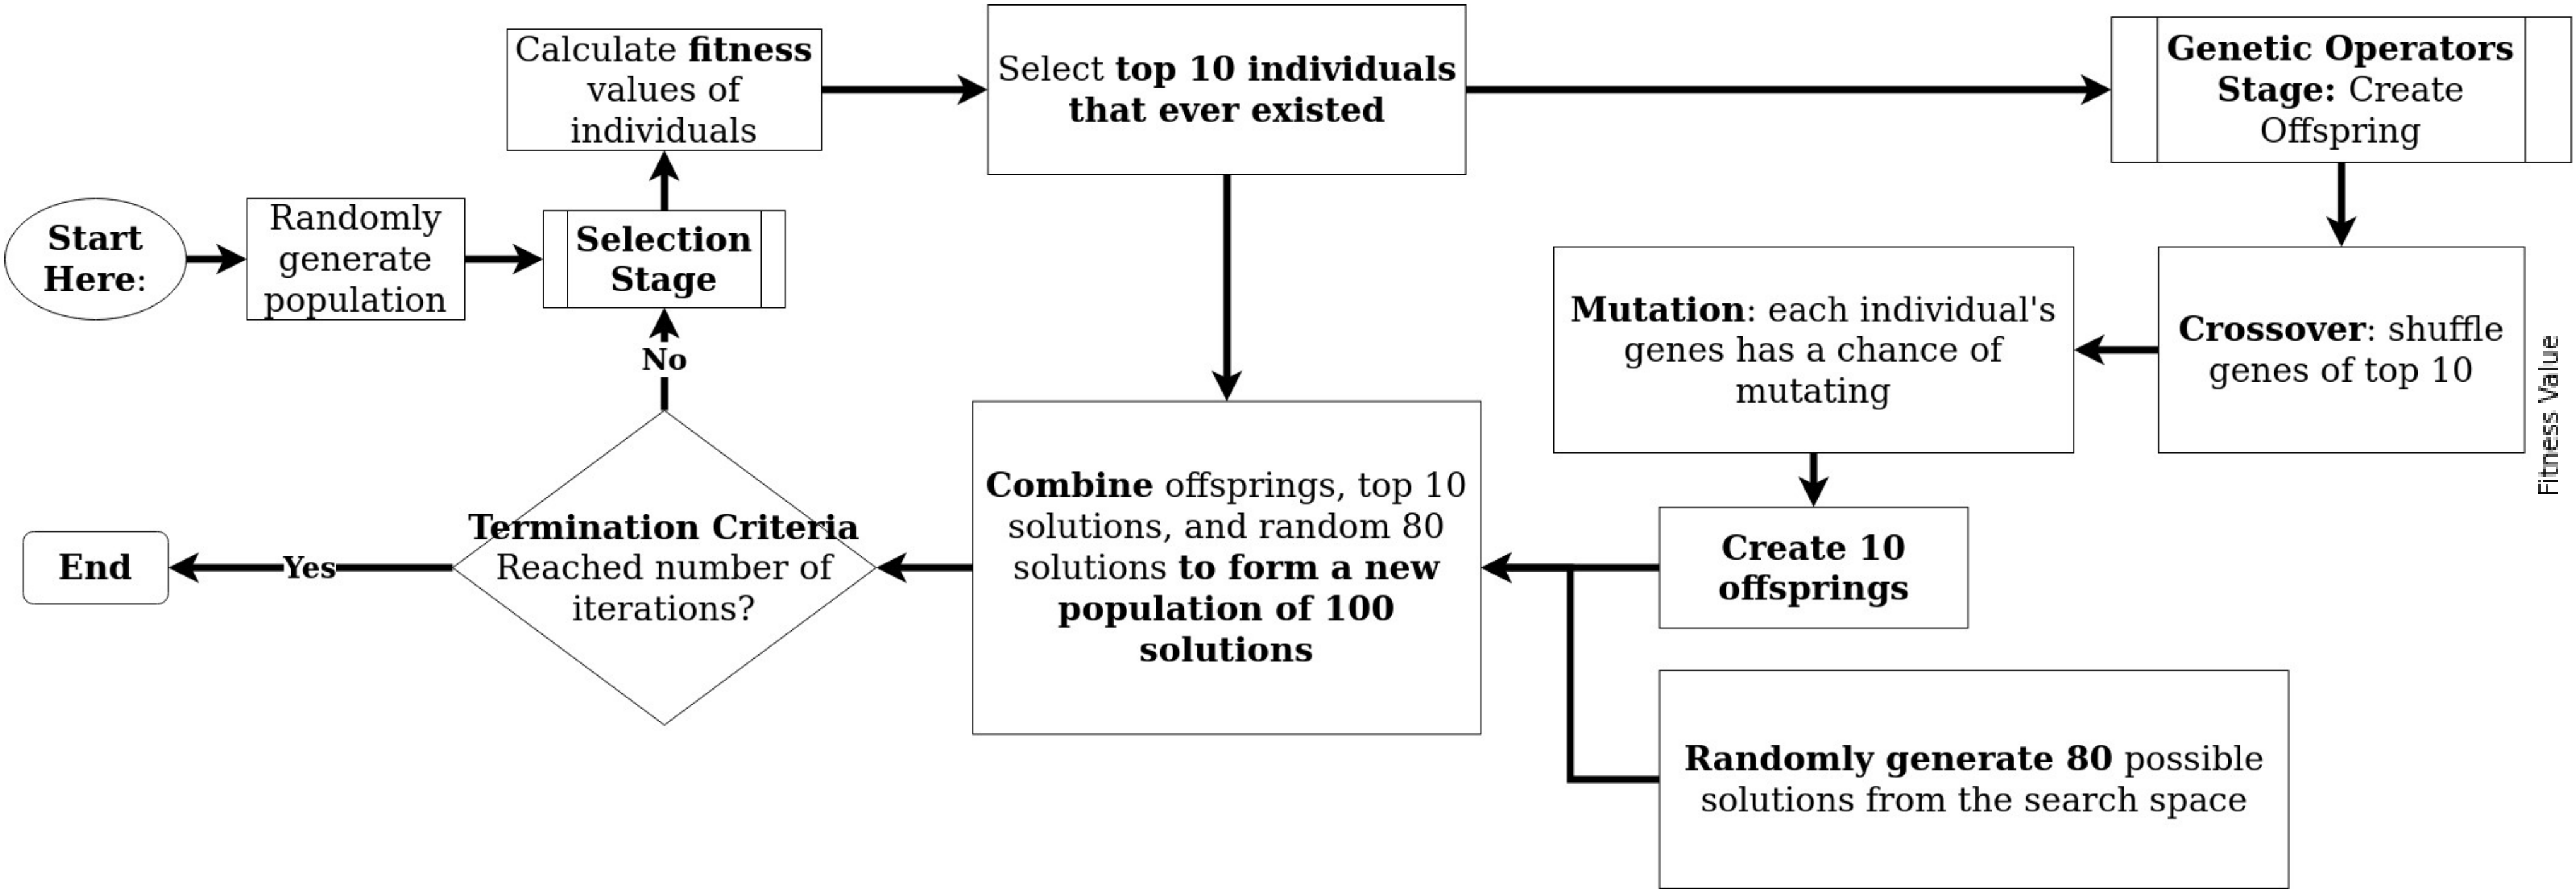 Start
Here:
Randomly
generate
population
Selection
Stage
Calculate fitness
values of
individuals
Select top 10 individuals
that ever existed
Genetic Operators
Stage: Create
Offspring
Crossover: shuffle
genes of top 10
Mutation: each individual's
genes has a chance of
mutating
Create 10
offsprings
Randomly generate 80 possible
solutions from the search space
Combine offsprings, top 10
solutions, and random 80
solutions to form a new
population of 100
solutions
Termination Criteria
Reached number of
iterations?
No
Yes
End
Fitness Value